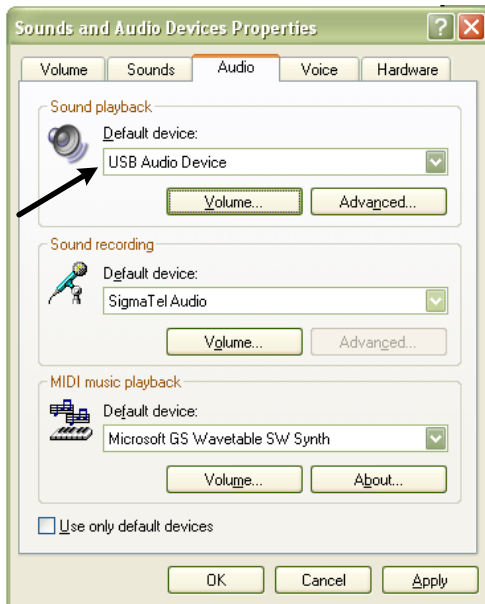 Sounds and Audio Devices Properties
Volume Sounds Audio Voice Hardware
Sound playback
Default device:
USB Audio Device
Volume... Advanced...
Sound recording
Default device:
SigmaTel Audio
Volume... Advanced...
MIDI music playback
Default device:
Microsoft GS Wavetable SW Synth
Volume... About...
Use only default devices
OK Cancel Apply